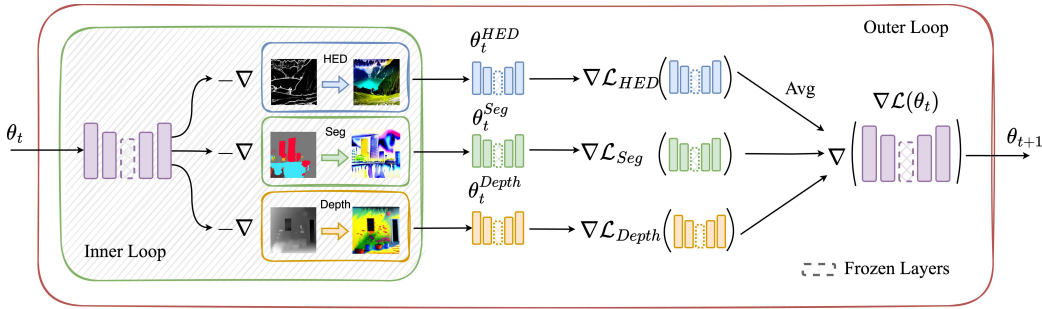 Outer Loop
θ_t
Inner Loop
−∇
HED
θ_t^{HED}
∇ℒ_{HED}( )
Avg
−∇
Seg
θ_t^{Seg}
∇ℒ_{Seg}( )
−∇
Depth
θ_t^{Depth}
∇ℒ_{Depth}( )
∇ℒ(θ_t)
∇( )
θ_{t+1}
Frozen Layers